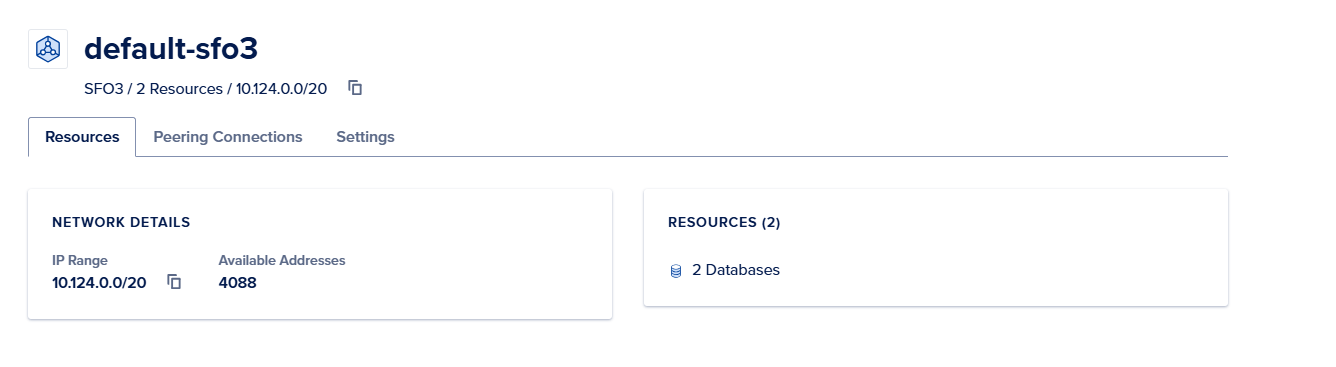 default-sfo3
SFO3 / 2 Resources / 10.124.0.0/20
Resources Peering Connections Settings
NETWORK DETAILS
IP Range Available Addresses
10.124.0.0/20 4088
RESOURCES (2)
2 Databases